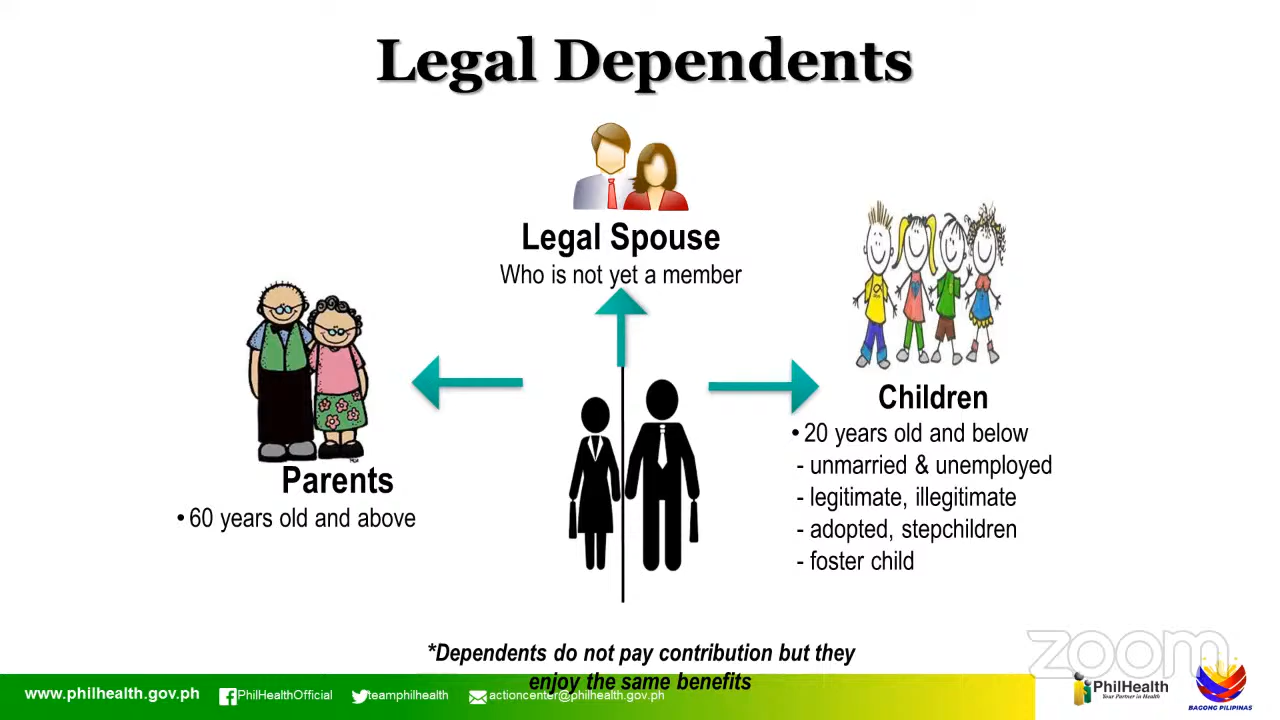 Legal Dependents
Legal Spouse
Who is not yet a member
Parents
• 60 years old and above
Children
• 20 years old and below
- unmarried & unemployed
- legitimate, illegitimate
- adopted, stepchildren
- foster child
*Dependents do not pay contribution but they
enjoy the same benefits
zoom
www.philhealth.gov.ph
PhilHealthOfficial
teamphilhealth
actioncenter@philhealth.gov.ph
PhilHealth
Your Partner in Health
BAGONG PILIPINAS